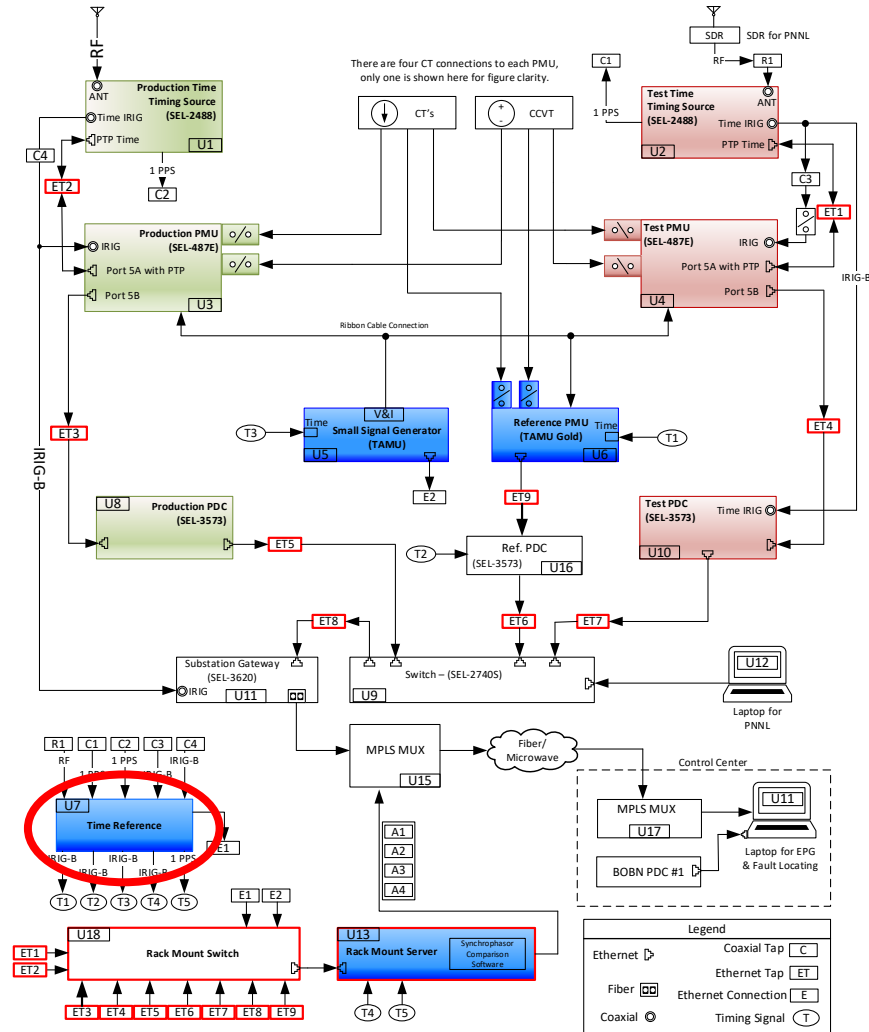 SDR
SDR for PNNL
RF
RF
R1
C1
There are four CT connections to each PMU,
only one is shown here for figure clarity.
Production Time
Timing Source
(SEL-2488)
ANT
Time IRIG
PTP Time
U1
1 PPS
C2
C4
ET2
CT's
+
-
CCVT
1 PPS
Test Time
Timing Source
(SEL-2488)
ANT
Time IRIG
PTP Time
U2
C3
ET1
Production PMU
(SEL-487E)
IRIG
Port 5A with PTP
Port 5B
U3
Test PMU
(SEL-487E)
IRIG
Port 5A with PTP
Port 5B
U4
IRIG-B
Ribbon Cable Connection
ET3
IRIG-B
T3
V&I
Time
Small Signal Generator
(TAMU)
U5
E2
Reference PMU
(TAMU Gold)
Time
U6
T1
ET4
ET9
U8
Production PDC
(SEL-3573)
ET5
T2
Ref. PDC
(SEL-3573)
U16
Test PDC
(SEL-3573)
Time IRIG
U10
ET8
ET6
ET7
Substation Gateway
(SEL-3620)
IRIG
U11
Switch – (SEL-2740S)
U9
U12
Laptop for
PNNL
MPLS MUX
U15
Fiber/
Microwave
Control Center
MPLS MUX
U17
U11
Laptop for EPG
& Fault Locating
BOBN PDC #1
R1
C1
C2
C3
C4
RF
1 PPS
1 PPS
IRIG-B
IRIG-B
U7
Time Reference
E1
IRIG-B
IRIG-B
IRIG-B
IRIG-B
1 PPS
T1
T2
T3
T4
T5
A1
A2
A3
A4
E1
E2
U18
Rack Mount Switch
ET1
ET2
ET3
ET4
ET5
ET6
ET7
ET8
ET9
U13
Rack Mount Server
Synchrophasor
Comparison
Software
T4
T5
Legend
Ethernet
Fiber
Coaxial
Coaxial Tap
C
Ethernet Tap
ET
Ethernet Connection
E
Timing Signal
T